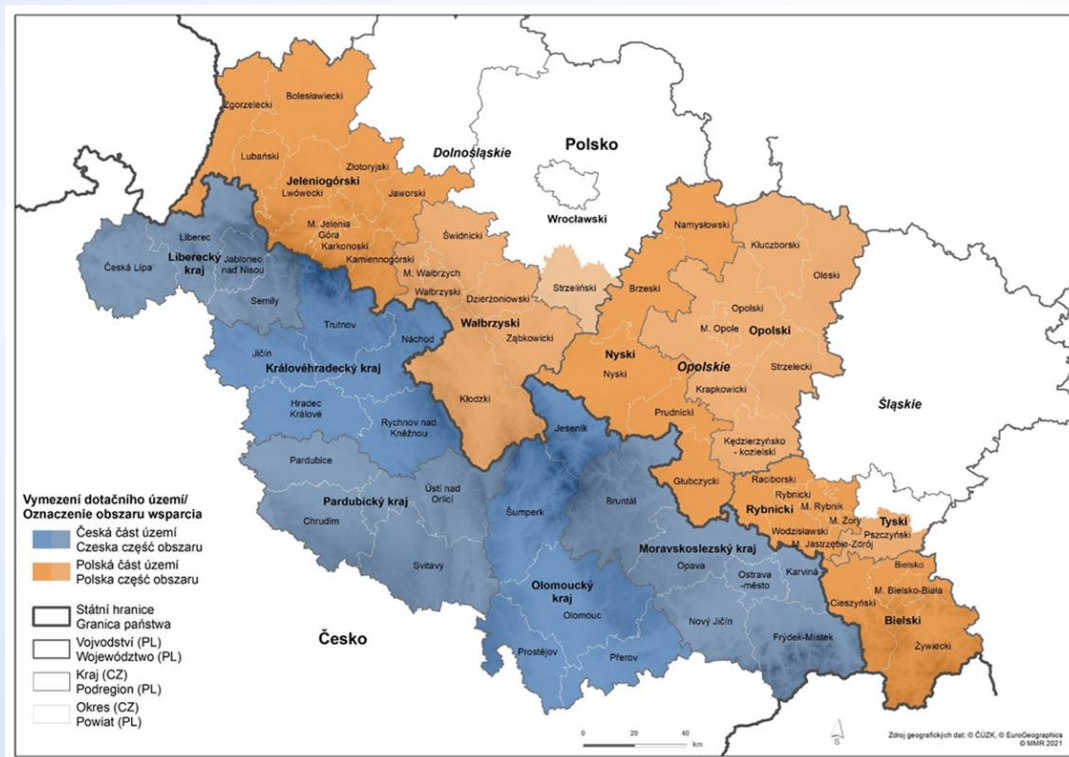 Zgorzelecki
Bolesławiecki
Lubański
Złotoryjski
Jeleniogórski
Lwówecki
Jaworski
M. Jelenia
Góra
Karkonoski
Kamiennogórski
Dolnośląskie
Polsko
Wrocławski
Świdnicki
M. Wałbrzych
Wałbrzyski
Dzierżoniowski
Strzeliński
Wałbrzyski
Ząbkowicki
Kłodzki
Namysłowski
Kluczborski
Oleski
Brzeski
Opolski
M. Opole
Opolski
Nyski
Nyski
Opolskie
Strzelecki
Krapkowicki
Prudnicki
Kędzierzyńsko
- kozielski
Głubczycki
Śląskie
Raciborski
Rybnicki
M. Rybnik
Rybnicki
M. Żory
Tyski
Wodzisławski
Pszczyński
M. Jastrzębie-Zdrój
Bielsko
M. Bielsko-Biała
Cieszyński
Bielski
Żywiecki
Česká Lípa
Liberec
Liberecký
kraj
Jablonec
nad Nisou
Semily
Trutnov
Náchod
Jičín
Královéhradecký kraj
Hradec
Králové
Rychnov nad
Kněžnou
Pardubice
Pardubický kraj
Ústí nad
Orlicí
Chrudim
Svitavy
Jeseník
Šumperk
Bruntál
Moravskoslezský kraj
Opava
Ostrava
-město
Karviná
Olomoucký
kraj
Olomouc
Nový Jičín
Frýdek-Místek
Prostějov
Přerov
Česko
Vymezení dotačního území/
Oznaczenie obszaru wsparcia
Česká část území
Czeska część obszaru
Polská část území
Polska część obszaru
Státní hranice
Granica państwa
Vojvodství (PL)
Województwo (PL)
Kraj (CZ)
Podregion (PL)
Okres (CZ)
Powiat (PL)
0 20 40
km
S
Zdroj geografických dat: © ČÚZK, © EuroGeographics
© MMR 2021